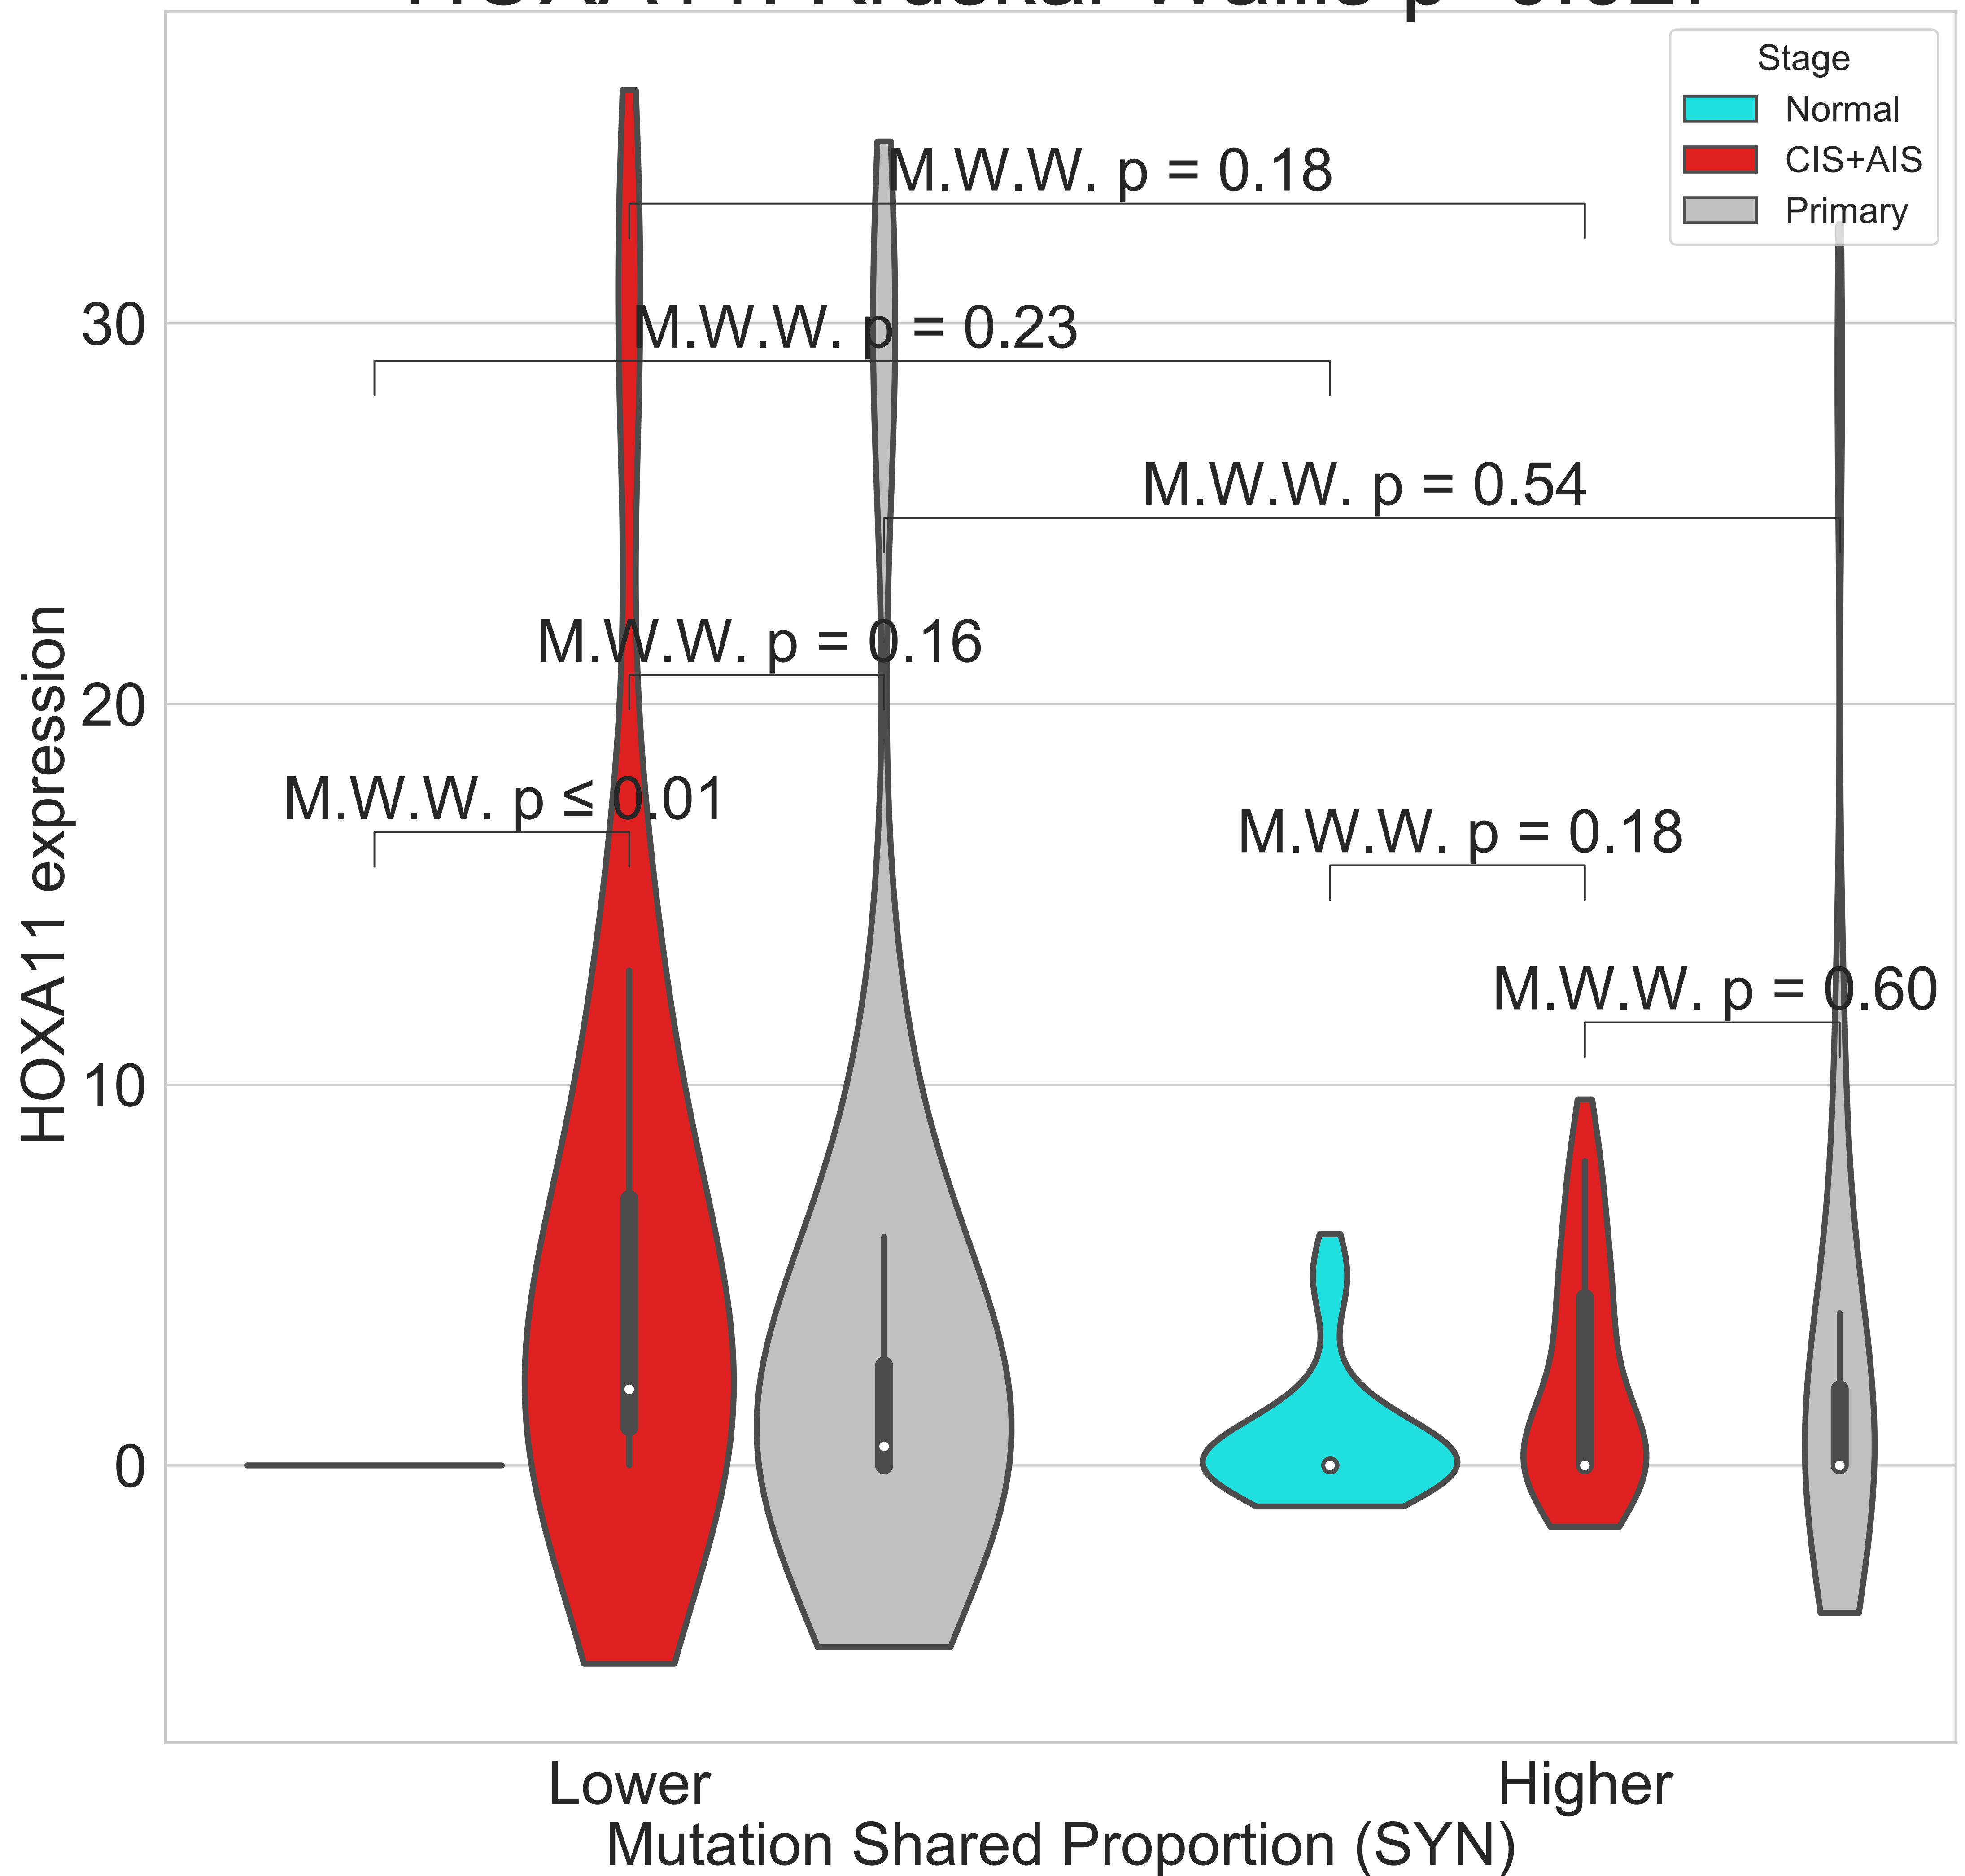 Stage
Normal
CIS+AIS
Primary
M.W.W. p = 0.18
M.W.W. p = 0.23
M.W.W. p = 0.54
M.W.W. p = 0.16
M.W.W. p ≤ 0.01
M.W.W. p = 0.18
M.W.W. p = 0.60
30
20
10
0
HOXA11 expression
Lower
Higher
Mutation Shared Proportion (SYN)